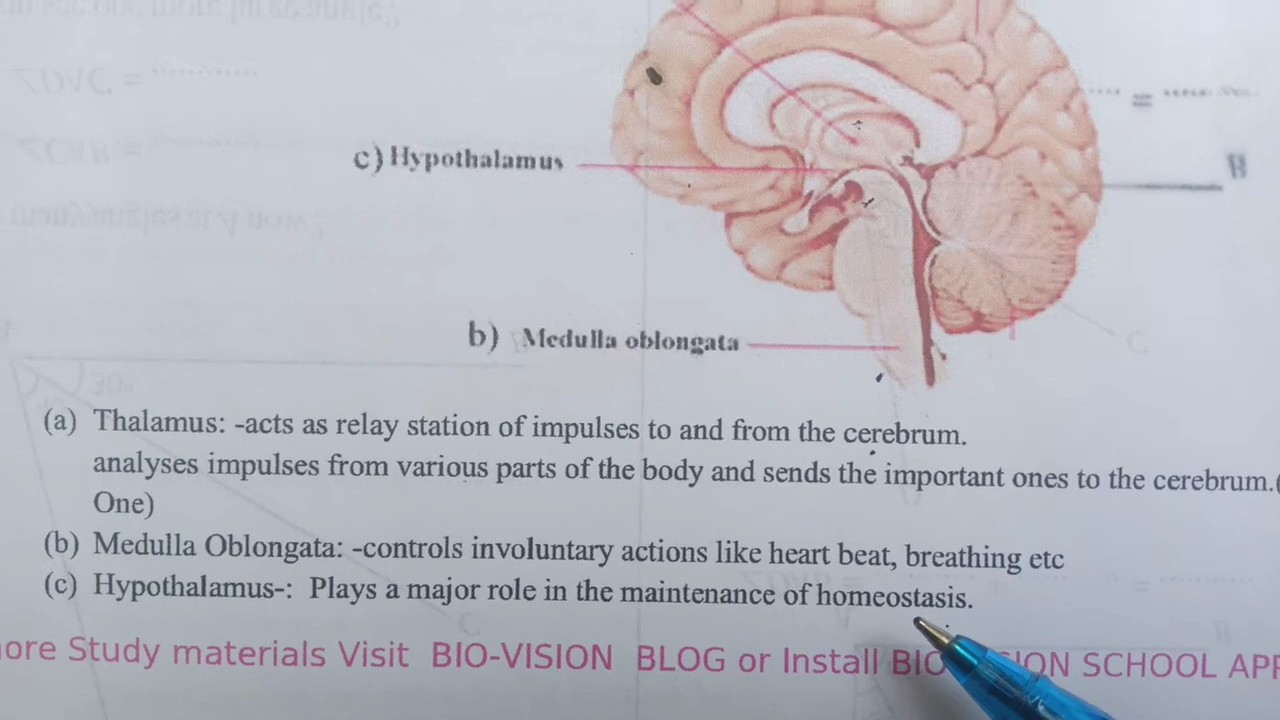 c) Hypothalamus
B
b) Medulla oblongata
(a) Thalamus: -acts as relay station of impulses to and from the cerebrum.
analyses impulses from various parts of the body and sends the important ones to the cerebrum.(
One)
(b) Medulla Oblongata: -controls involuntary actions like heart beat, breathing etc
(c) Hypothalamus-: Plays a major role in the maintenance of homeostasis.
ore Study materials Visit BIO-VISION BLOG or Install SCHOOL